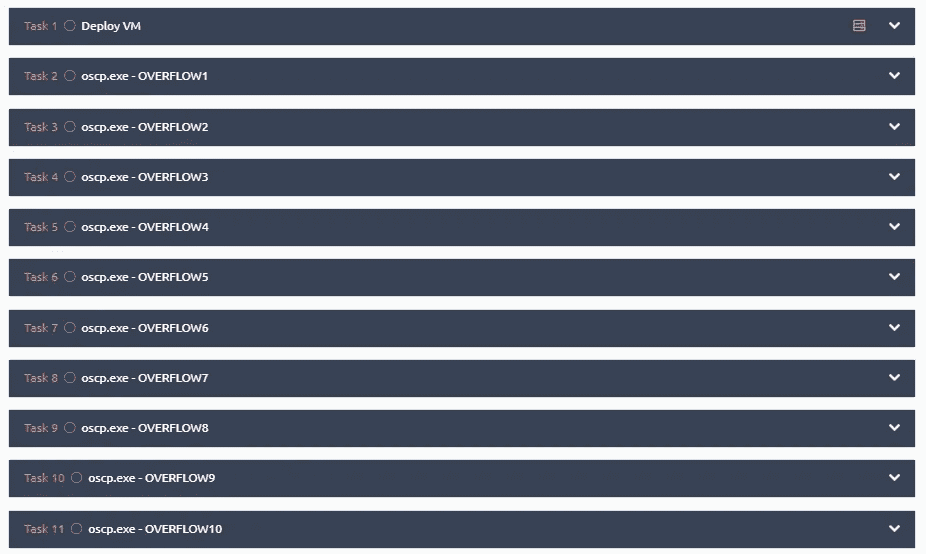 Task 1 Deploy VM
Task 2 oscp.exe - OVERFLOW1
Task 3 oscp.exe - OVERFLOW2
Task 4 oscp.exe - OVERFLOW3
Task 5 oscp.exe - OVERFLOW4
Task 6 oscp.exe - OVERFLOW5
Task 7 oscp.exe - OVERFLOW6
Task 8 oscp.exe - OVERFLOW7
Task 9 oscp.exe - OVERFLOW8
Task 10 oscp.exe - OVERFLOW9
Task 11 oscp.exe - OVERFLOW10